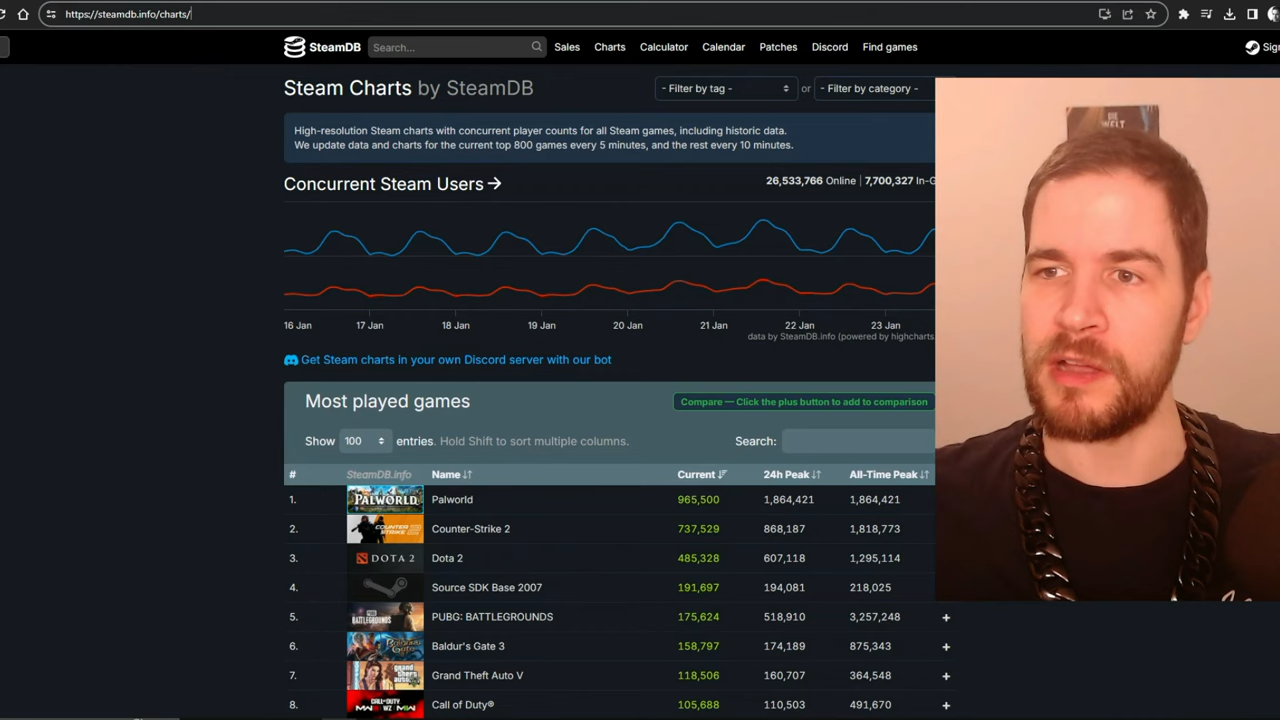 https://steamdb.info/charts/
SteamDB Search... Sales Charts Calculator Calendar Patches Discord Find games Sig
Steam Charts by SteamDB - Filter by tag - or - Filter by category -
High-resolution Steam charts with concurrent player counts for all Steam games, including historic data.
We update data and charts for the current top 800 games every 5 minutes, and the rest every 10 minutes.
Concurrent Steam Users → 26,533,766 Online | 7,700,327 In-G
16 Jan 17 Jan 18 Jan 19 Jan 20 Jan 21 Jan 22 Jan 23 Jan
data by SteamDB.info (powered by highcharts.
Get Steam charts in your own Discord server with our bot
Most played games Compare — Click the plus button to add to comparison
Show 100 entries. Hold Shift to sort multiple columns. Search:
# SteamDB.info Name Current 24h Peak All-Time Peak
1. PALWORLD Palworld 965,500 1,864,421 1,864,421
2. COUNTER-STRIKE Counter-Strike 2 737,529 868,187 1,818,773
3. DOTA 2 Dota 2 485,328 607,118 1,295,114
4. Source SDK Base 2007 191,697 194,081 218,025
5. PUBG: BATTLEGROUNDS 175,624 518,910 3,257,248 +
6. Baldur's Gate 3 158,797 174,189 875,343 +
7. Grand Theft Auto V 118,506 160,707 364,548 +
8. CALL OF DUTY Call of Duty® 105,688 110,503 491,670 +
DIE
WELT